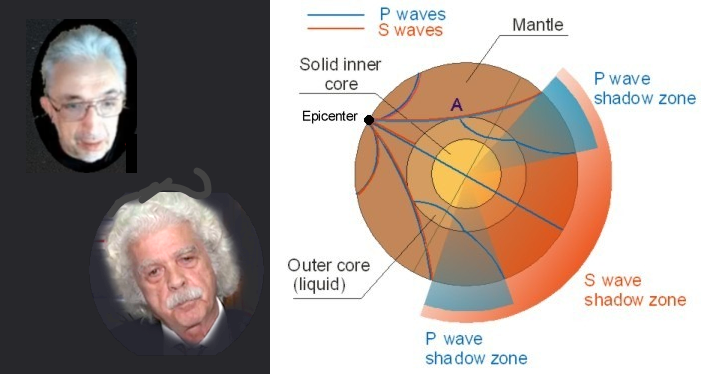 P waves
S waves
Mantle
Solid inner
core
P wave
shadow zone
Epicenter
A
Outer core
(liquid)
S wave
shadow zone
P wave
shadow zone